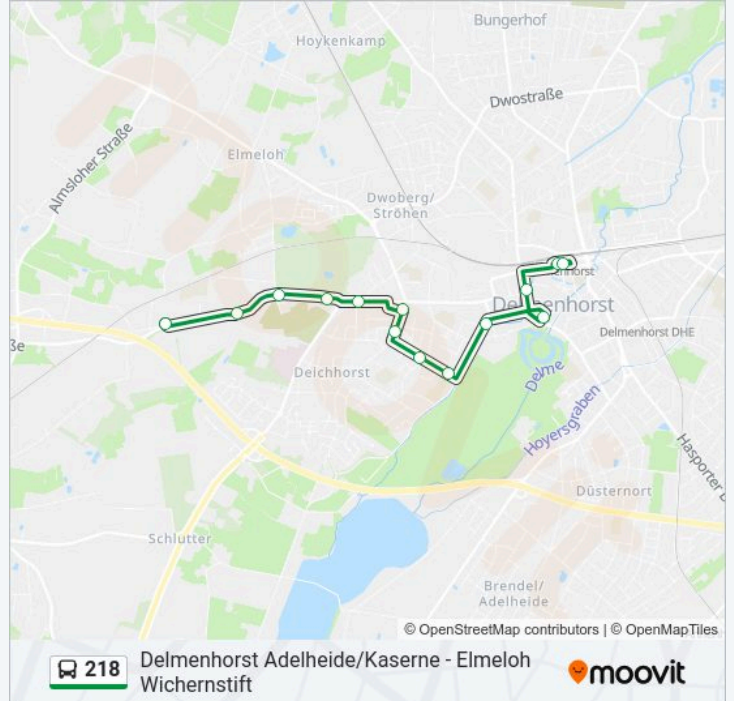 Bungerhof
Hoykenkamp
Dwostraße
Almsloher Straße
Elmeloh
Dwoberg/
Ströhen
Delmenhorst
Delmenhorst DHE
Deichhorst
Delme
Hoyersgraben
Hasporter
Düsternort
Schlutter
Brendel/
Adelheide
© OpenStreetMap contributors | © OpenMapTiles
218
Delmenhorst Adelheide/Kaserne - Elmeloh
Wichernstift
moovit